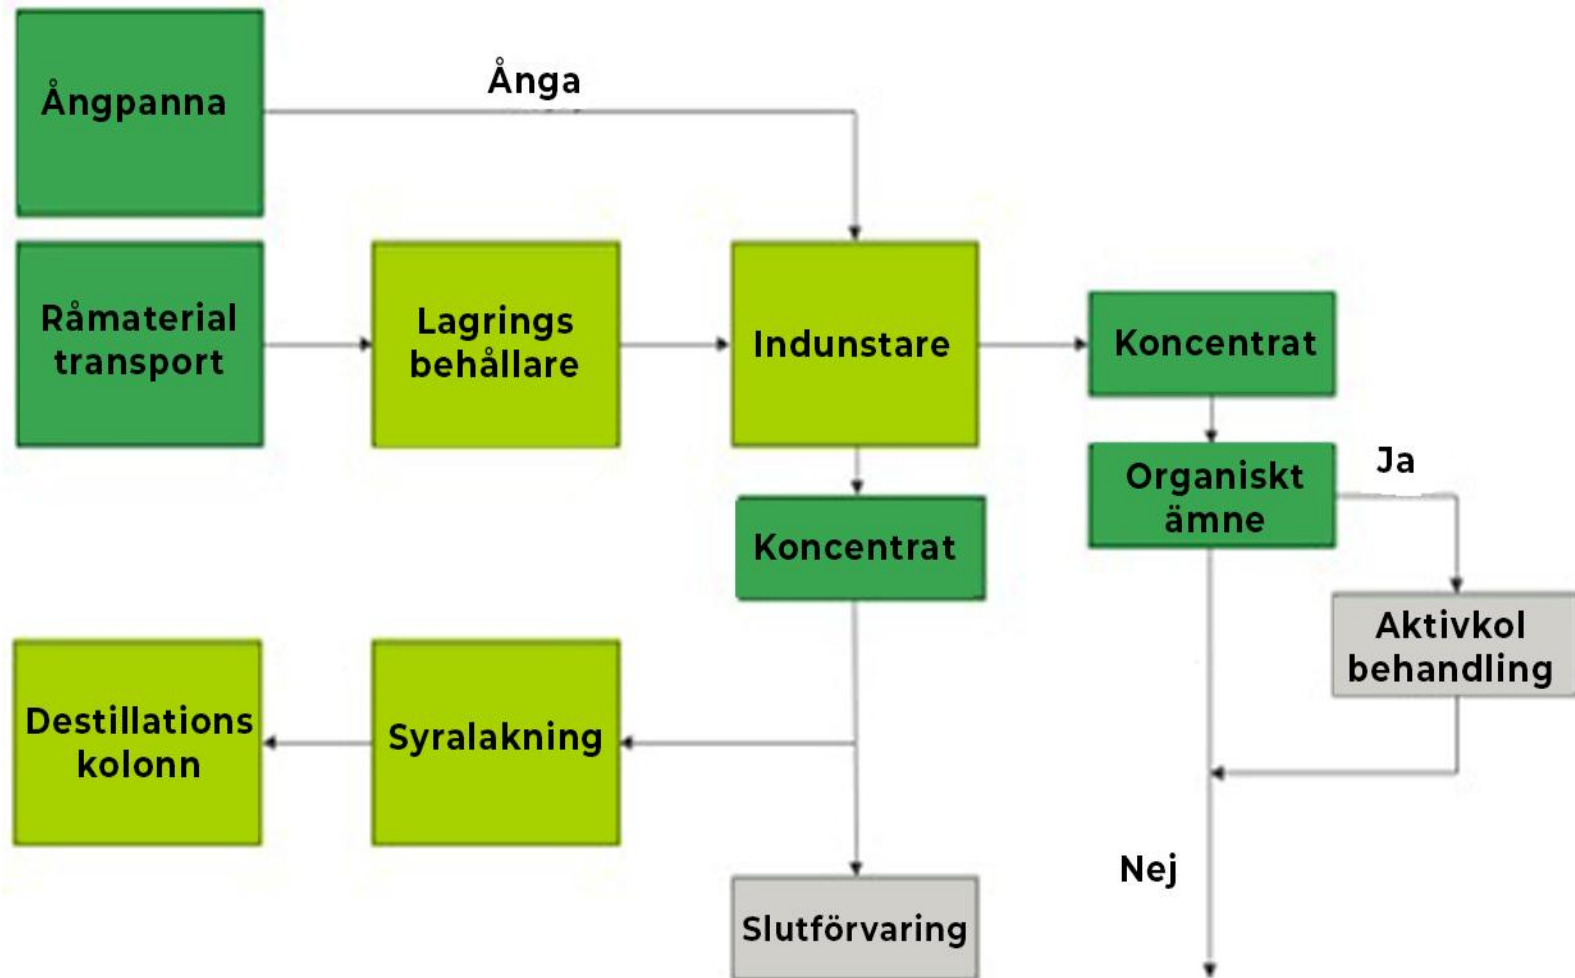 Ångpanna
Ånga
Råmaterial
transport
Lagrings
behållare
Indunstare
Koncentrat
Organiskt
ämne
Ja
Koncentrat
Aktivkol
behandling
Destillations
kolonn
Syralakning
Nej
Slutförvaring